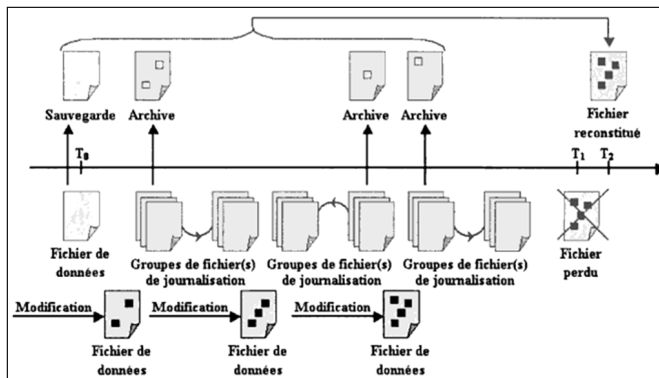 Sauvegarde
Archive
Archive
Archive
Fichier
reconstitué
T0
T1
T2
Fichier de
données
Groupes de fichier(s)
de journalisation
Groupes de fichier(s)
de journalisation
Groupes de fichier(s)
de journalisation
Fichier
perdu
Modification
Modification
Modification
Fichier de
données
Fichier de
données
Fichier de
données